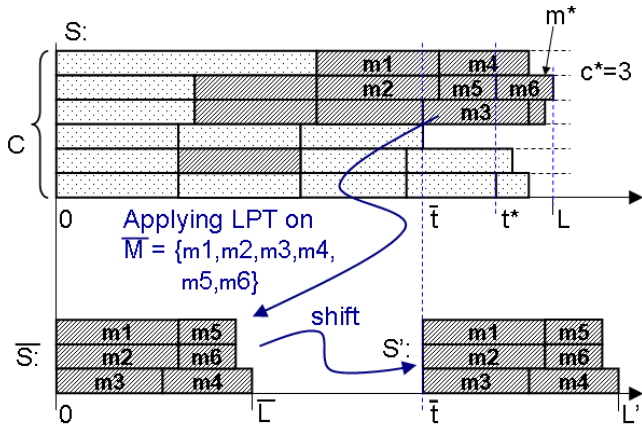 S:
m*
m1 m4
m2 m5 m6
c*=3
m3
C
0 t̄ t* L
Applying LPT on
M̅ = {m1,m2,m3,m4,
m5,m6}
shift
S̅: S':
m1 m5 m1 m5
m2 m6 m2 m6
m3 m4 m3 m4
0 L̅ t̄ L'